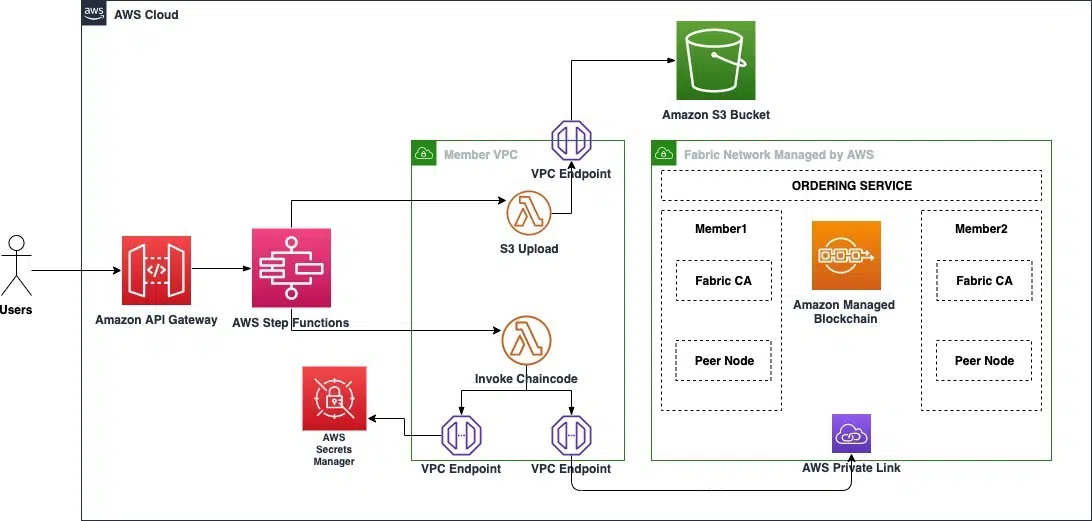 aws
AWS Cloud
Amazon S3 Bucket
Member VPC
VPC Endpoint
Fabric Network Managed by AWS
ORDERING SERVICE
S3 Upload
Member1
Fabric CA
Peer Node
Amazon Managed
Blockchain
Member2
Fabric CA
Peer Node
Users
Amazon API Gateway
AWS Step Functions
Invoke Chaincode
AWS
Secrets
Manager
VPC Endpoint
VPC Endpoint
AWS Private Link